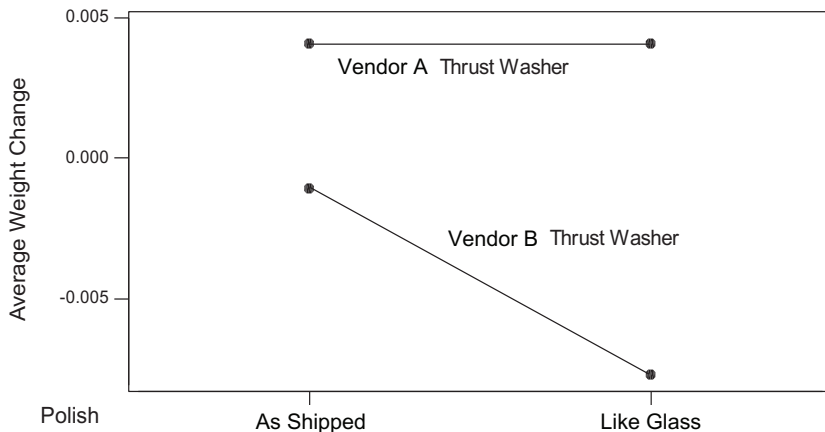 0.005
Vendor A Thrust Washer
Average Weight Change
0.000
Vendor B Thrust Washer
-0.005
Polish
As Shipped
Like Glass